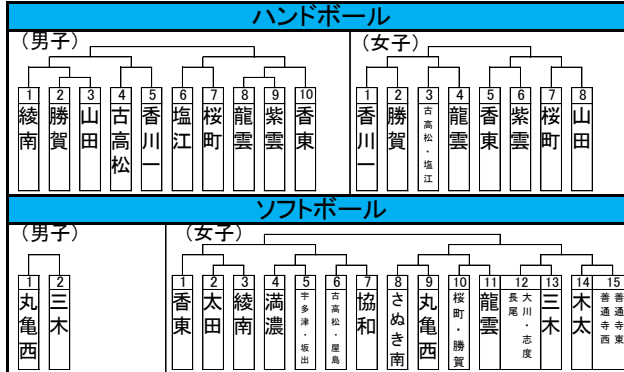 ハンドボール
(男子)
1 綾南
2 勝賀
3 山田
4 古高松
5 香川一
6 塩江
7 桜町
8 龍雲
9 紫雲
10 香東
(女子)
1 香川一
2 勝賀
3 古高松・塩江
4 龍雲
5 香東
6 紫雲
7 桜町
8 山田
ソフトボール
(男子)
1 丸亀西
2 三木
(女子)
1 香東
2 太田
3 綾南
4 満濃
5 宇多津・坂出
6 古高松・屋島
7 協和
8 さぬき南
9 丸亀西
10 桜町・勝賀
11 龍雲
12 大川・志度
長尾
13 三木
14 木太
15 善通寺東
善通寺西